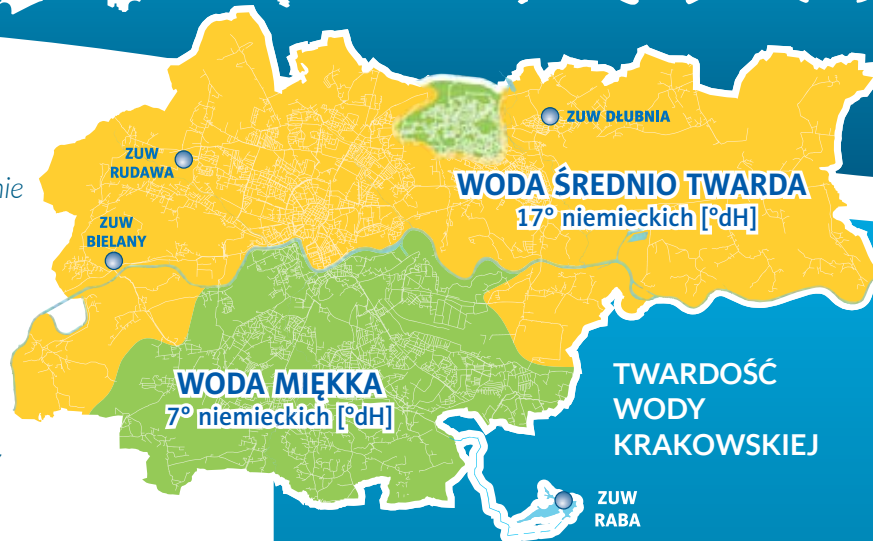 nie
ZUW
RUDAWA
ZUW
BIELANY
ZUW DŁUBNIA
WODA ŚREDNIO TWARDA
17° niemieckich [°dH]
WODA MIĘKKA
7° niemieckich [°dH]
TWARDOŚĆ
WODY
KRAKOWSKIEJ
ZUW
RABA